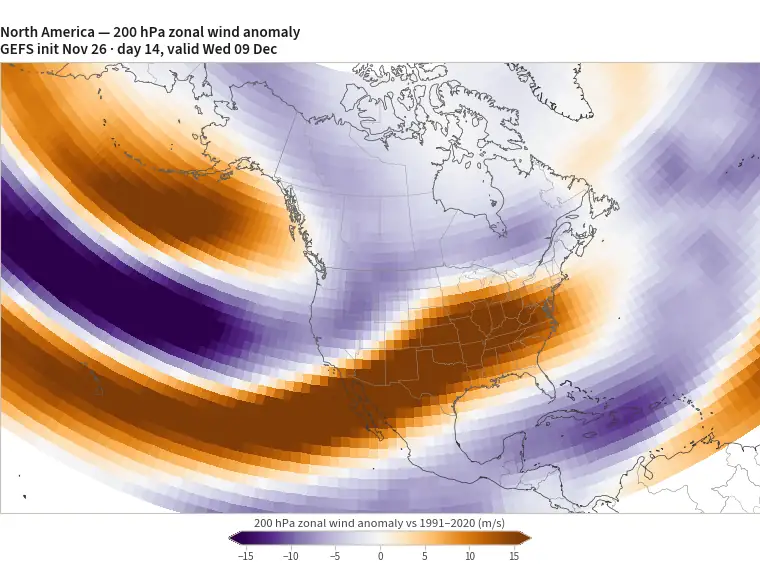 North America — 200 hPa zonal wind anomaly
GEFS init Nov 26 · day 14, valid Wed 09 Dec
200 hPa zonal wind anomaly vs 1991–2020 (m/s)
−15 −10 −5 0 5 10 15